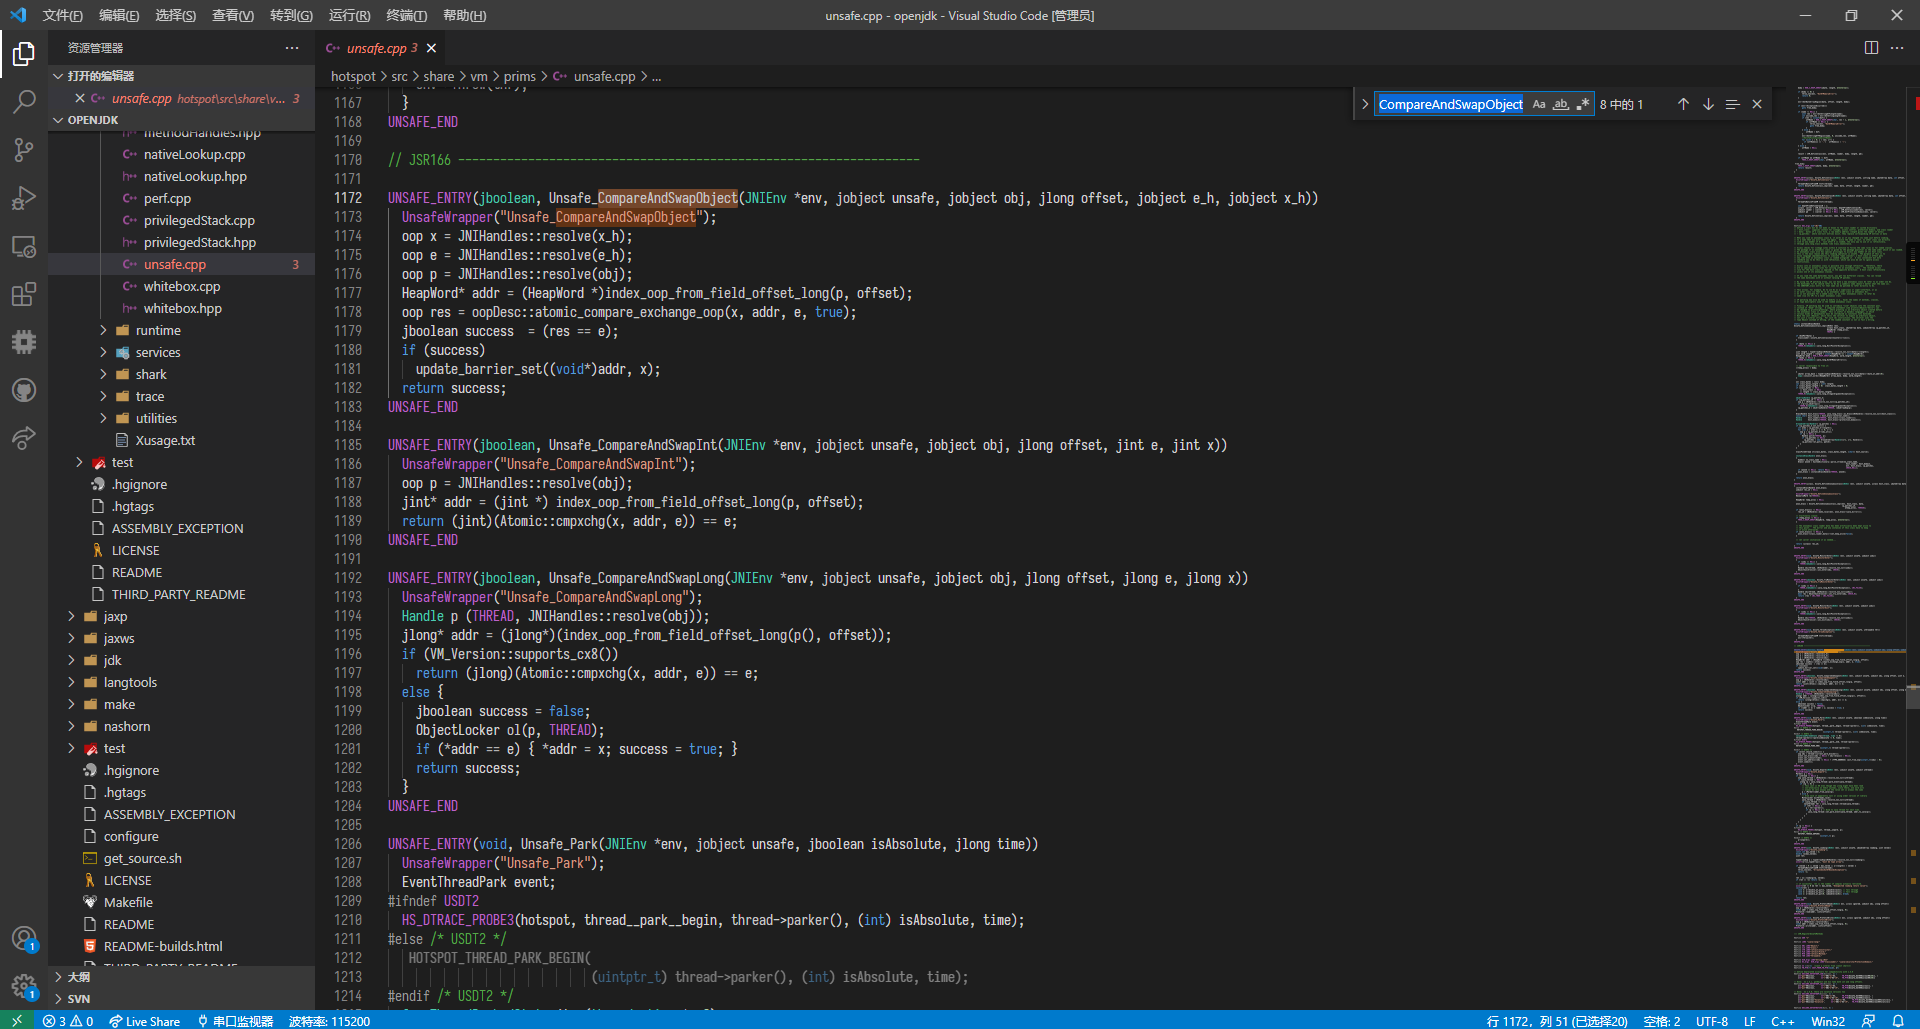 文件(F) 编辑(E) 选择(S) 查看(V) 转到(G) 运行(R) 终端(T) 帮助(H)
unsafe.cpp - openjdk - Visual Studio Code [管理员]
资源管理器
打开的编辑器
unsafe.cpp hotspot\src\share\v... 3
OPENJDK
methodHandles.hpp
nativeLookup.cpp
nativeLookup.hpp
perf.cpp
privilegedStack.cpp
privilegedStack.hpp
unsafe.cpp 3
whitebox.cpp
whitebox.hpp
runtime
services
shark
trace
utilities
Xusage.txt
test
.hgignore
.hgtags
ASSEMBLY_EXCEPTION
LICENSE
README
THIRD_PARTY_README
jaxp
jaxws
jdk
langtools
make
nashorn
test
.hgignore
.hgtags
ASSEMBLY_EXCEPTION
configure
get_source.sh
LICENSE
Makefile
README
README-builds.html
THIRD_PARTY_README
大纲
SVN
unsafe.cpp 3
hotspot > src > share > vm > prims > unsafe.cpp > ...
CompareAndSwapObject Aa ab 8 中的 1
1167 }
1168 UNSAFE_END
1169
1170 // JSR166 ------------------------------------------------------------------
1171
1172 UNSAFE_ENTRY(jboolean, Unsafe_CompareAndSwapObject(JNIEnv *env, jobject unsafe, jobject obj, jlong offset, jobject e_h, jobject x_h))
1173 UnsafeWrapper("Unsafe_CompareAndSwapObject");
1174 oop x = JNIHandles::resolve(x_h);
1175 oop e = JNIHandles::resolve(e_h);
1176 oop p = JNIHandles::resolve(obj);
1177 HeapWord* addr = (HeapWord *)index_oop_from_field_offset_long(p, offset);
1178 oop res = oopDesc::atomic_compare_exchange_oop(x, addr, e, true);
1179 jboolean success  = (res == e);
1180 if (success)
1181 update_barrier_set((void*)addr, x);
1182 return success;
1183 UNSAFE_END
1184
1185 UNSAFE_ENTRY(jboolean, Unsafe_CompareAndSwapInt(JNIEnv *env, jobject unsafe, jobject obj, jlong offset, jint e, jint x))
1186 UnsafeWrapper("Unsafe_CompareAndSwapInt");
1187 oop p = JNIHandles::resolve(obj);
1188 jint* addr = (jint *) index_oop_from_field_offset_long(p, offset);
1189 return (jint)(Atomic::cmpxchg(x, addr, e)) == e;
1190 UNSAFE_END
1191
1192 UNSAFE_ENTRY(jboolean, Unsafe_CompareAndSwapLong(JNIEnv *env, jobject unsafe, jobject obj, jlong offset, jlong e, jlong x))
1193 UnsafeWrapper("Unsafe_CompareAndSwapLong");
1194 Handle p (THREAD, JNIHandles::resolve(obj));
1195 jlong* addr = (jlong*)(index_oop_from_field_offset_long(p(), offset));
1196 if (VM_Version::supports_cx8())
1197 return (jlong)(Atomic::cmpxchg(x, addr, e)) == e;
1198 else {
1199 jboolean success = false;
1200 ObjectLocker ol(p, THREAD);
1201 if (*addr == e) { *addr = x; success = true; }
1202 return success;
1203 }
1204 UNSAFE_END
1205
1206 UNSAFE_ENTRY(void, Unsafe_Park(JNIEnv *env, jobject unsafe, jboolean isAbsolute, jlong time))
1207 UnsafeWrapper("Unsafe_Park");
1208 EventThreadPark event;
1209 #ifndef USDT2
1210 HS_DTRACE_PROBE3(hotspot, thread__park__begin, thread->parker(), (int) isAbsolute, time);
1211 #else /* USDT2 */
1212 HOTSPOT_THREAD_PARK_BEGIN(
1213 (uintptr_t) thread->parker(), (int) isAbsolute, time);
1214 #endif /* USDT2 */
1
1
3 0 Live Share 串口监视器 波特率: 115200
行 1172，列 51 (已选择20) 空格: 2 UTF-8 LF C++ Win32